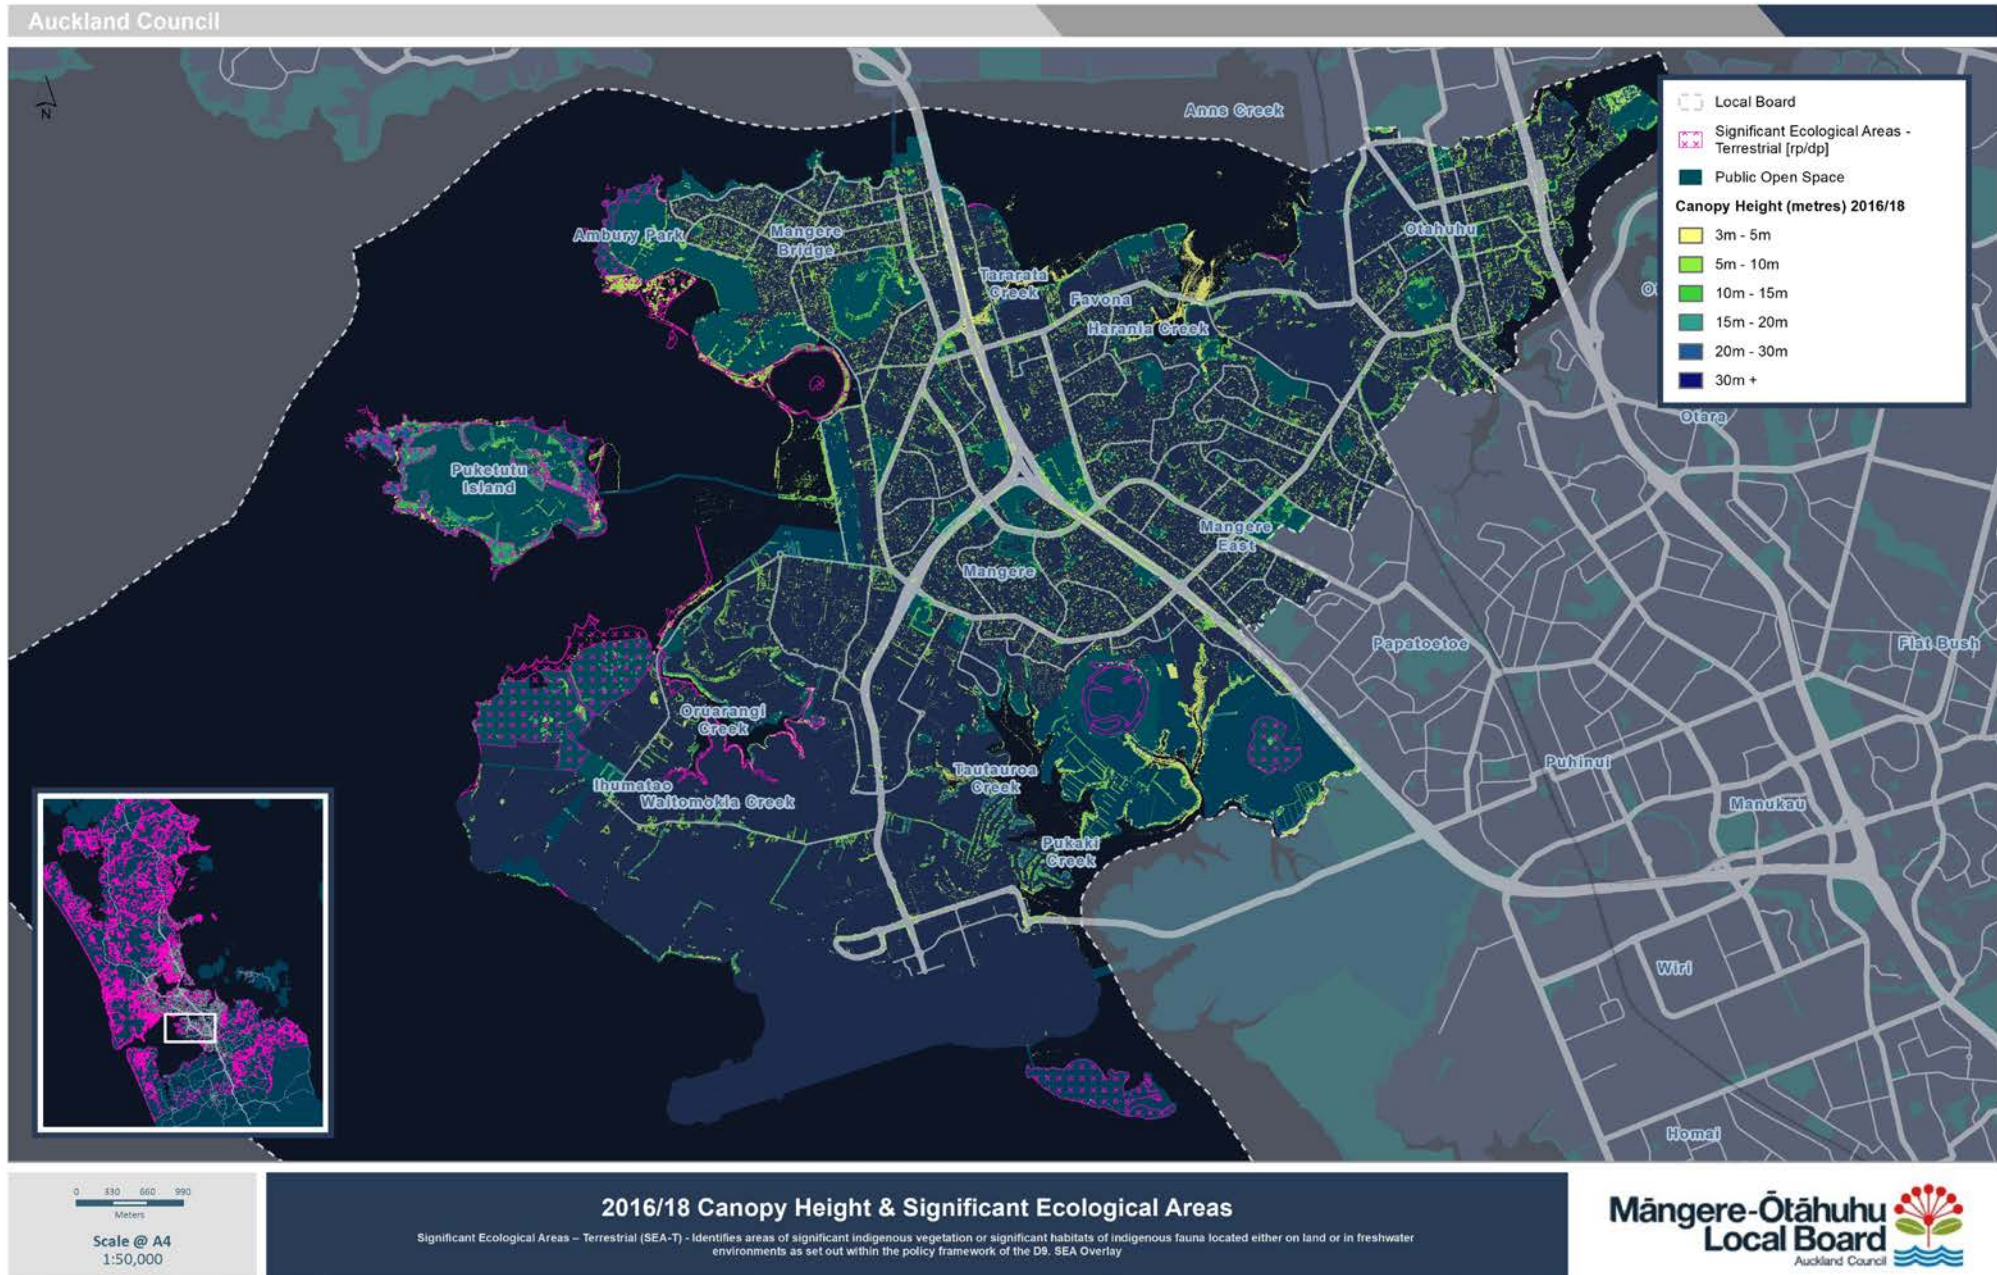 Auckland Council
N
Anns Creek
Local Board
Significant Ecological Areas -
Terrestrial [rp/dp]
Public Open Space
Canopy Height (metres) 2016/18
3m - 5m
5m - 10m
10m - 15m
15m - 20m
20m - 30m
30m +
Ambury Park
Mangere
Bridge
Otahuhu
Tararata
Creek
Favona
Harania Creek
Otara
Puketutu
Island
Mangere
East
Mangere
Papatoetoe
Flat Bush
Oruarangi
Creek
Ihumatao
Waitomokia Creek
Tautauroa
Creek
Puhinui
Manukau
Pukaki
Creek
Wiri
Homai
0 330 660 990
Meters
Scale @ A4
1:50,000
2016/18 Canopy Height & Significant Ecological Areas
Significant Ecological Areas – Terrestrial (SEA-T) - Identifies areas of significant indigenous vegetation or significant habitats of indigenous fauna located either on land or in freshwater
environments as set out within the policy framework of the D9. SEA Overlay
Māngere-Ōtāhuhu
Local Board
Auckland Council